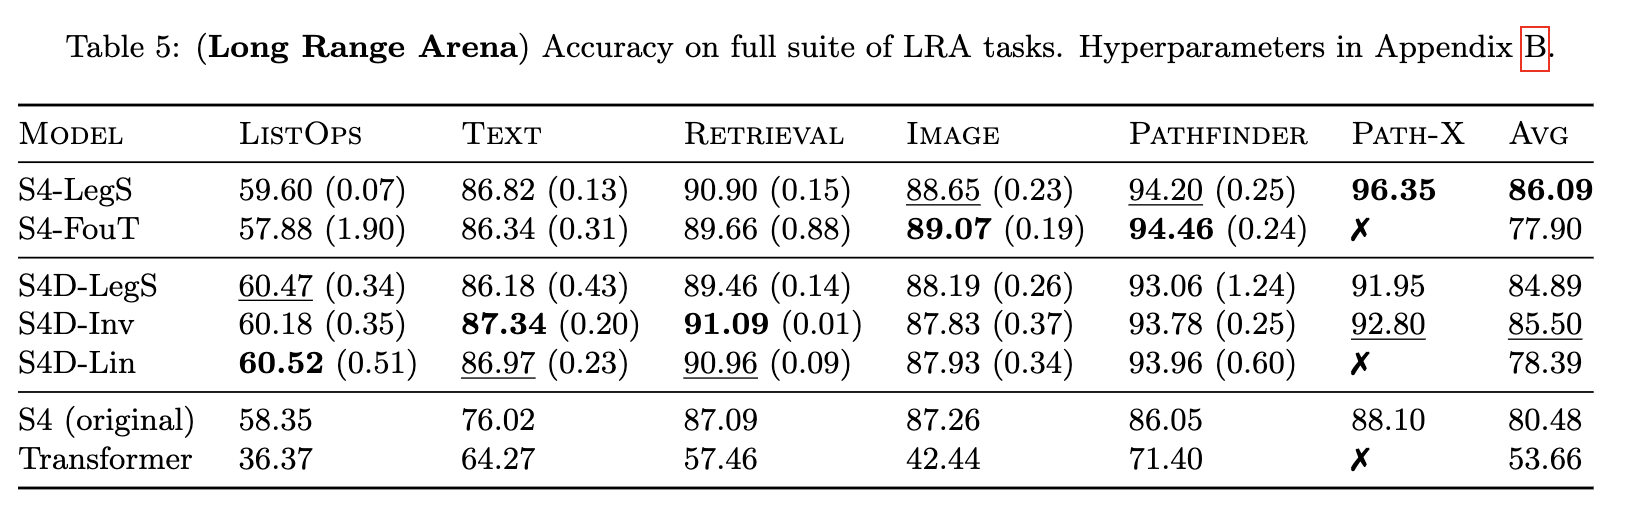 Table 5: (Long Range Arena) Accuracy on full suite of LRA tasks. Hyperparameters in Appendix B.
MODEL LISTOPS TEXT RETRIEVAL IMAGE PATHFINDER PATH-X AVG
S4-LegS 59.60 (0.07) 86.82 (0.13) 90.90 (0.15) 88.65 (0.23) 94.20 (0.25) 96.35 86.09
S4-FouT 57.88 (1.90) 86.34 (0.31) 89.66 (0.88) 89.07 (0.19) 94.46 (0.24) ✗ 77.90
S4D-LegS 60.47 (0.34) 86.18 (0.43) 89.46 (0.14) 88.19 (0.26) 93.06 (1.24) 91.95 84.89
S4D-Inv 60.18 (0.35) 87.34 (0.20) 91.09 (0.01) 87.83 (0.37) 93.78 (0.25) 92.80 85.50
S4D-Lin 60.52 (0.51) 86.97 (0.23) 90.96 (0.09) 87.93 (0.34) 93.96 (0.60) ✗ 78.39
S4 (original) 58.35 76.02 87.09 87.26 86.05 88.10 80.48
Transformer 36.37 64.27 57.46 42.44 71.40 ✗ 53.66